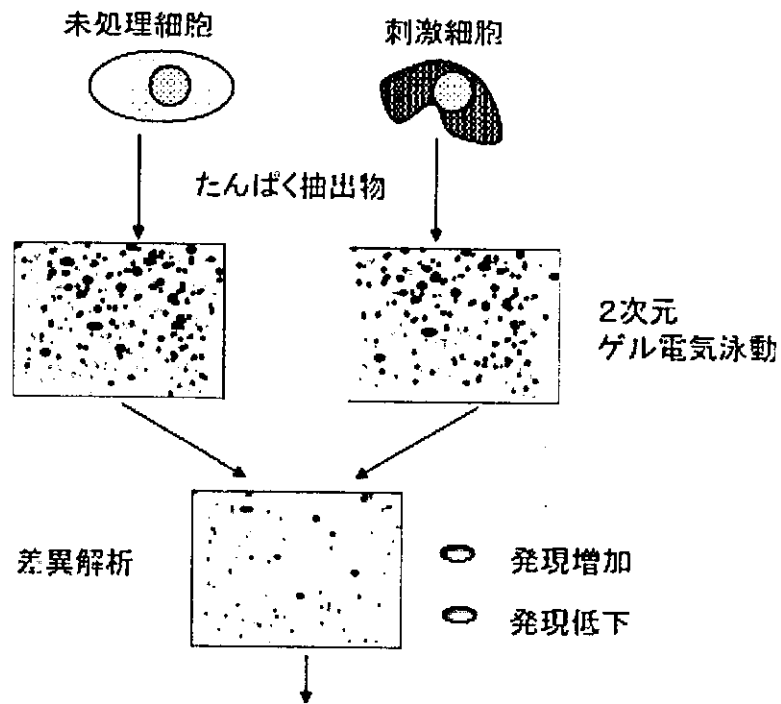 未処理細胞
刺激細胞
たんぱく抽出物
2次元
ゲル電気泳動
差異解析
発現増加
発現低下